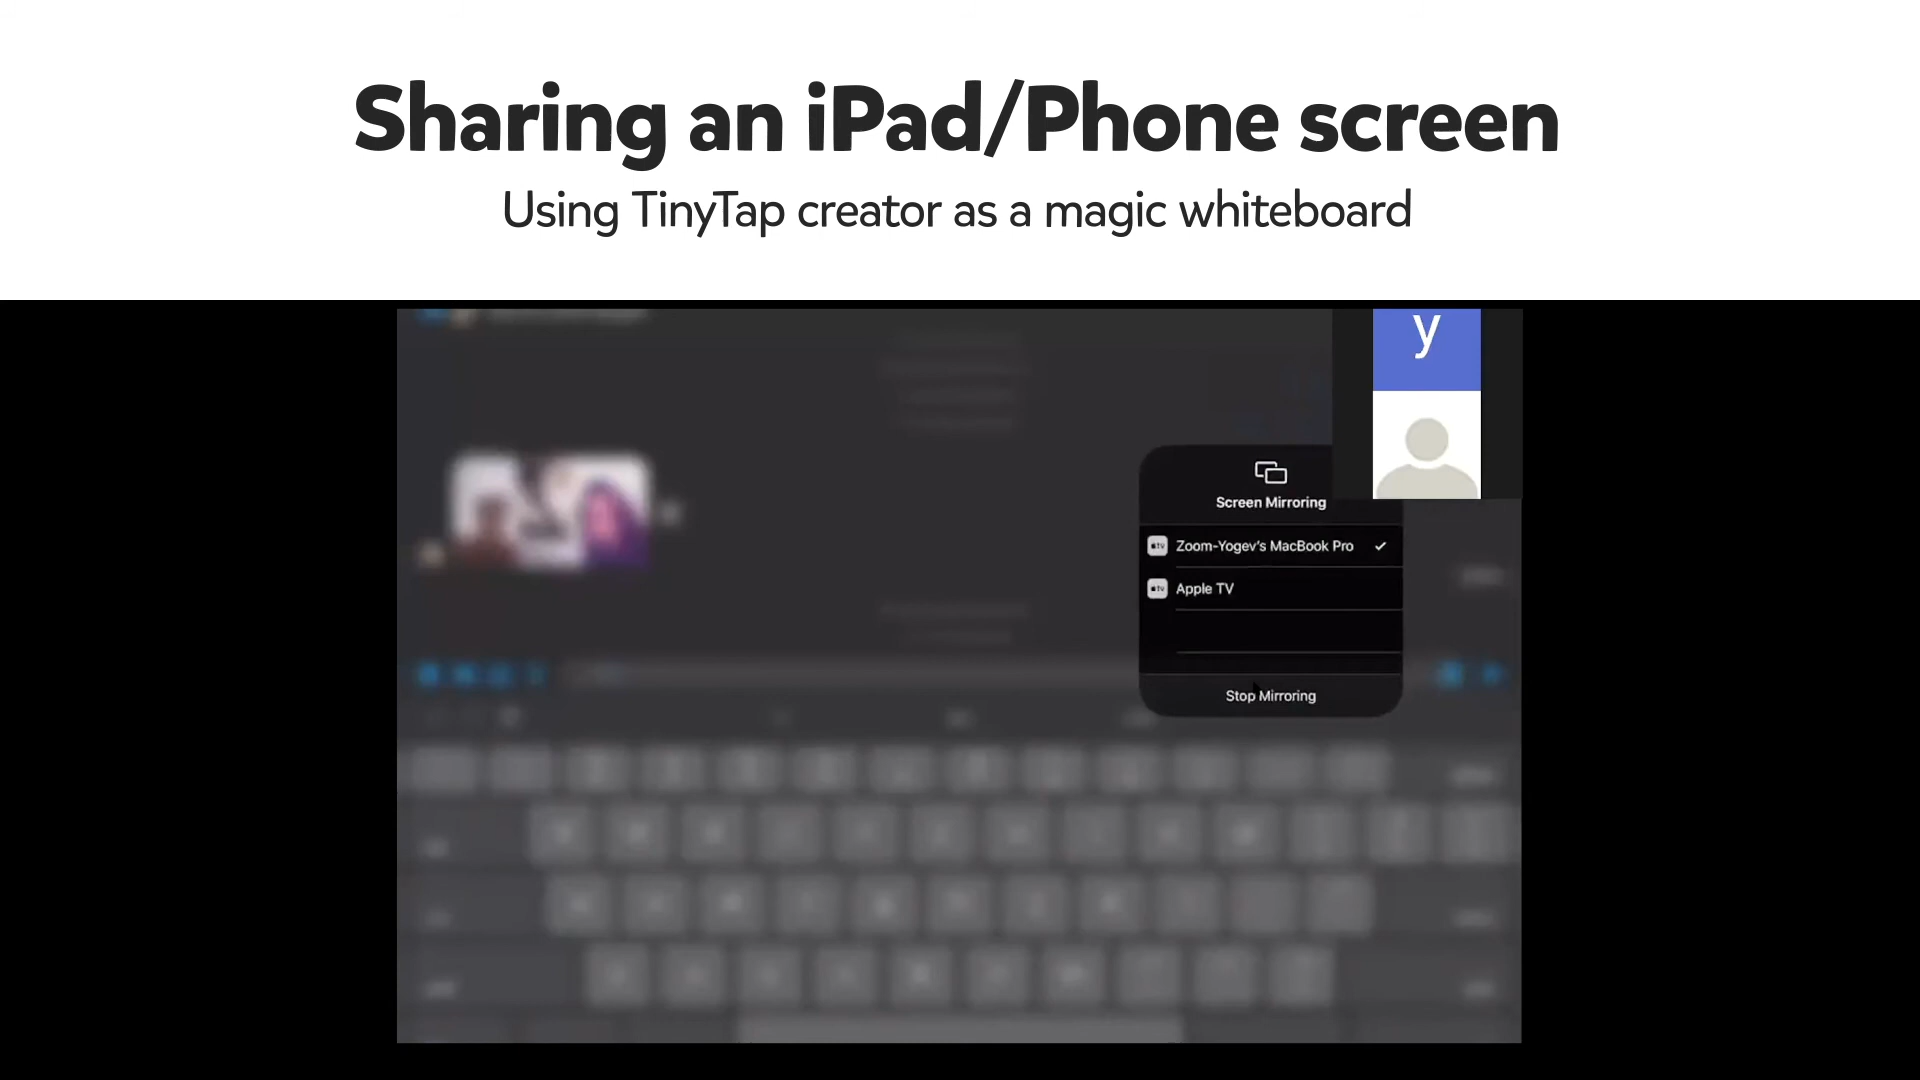 Sharing an iPad/Phone screen
Using TinyTap creator as a magic whiteboard
y
Screen Mirroring
Zoom-Yogev's MacBook Pro
Apple TV
Stop Mirroring